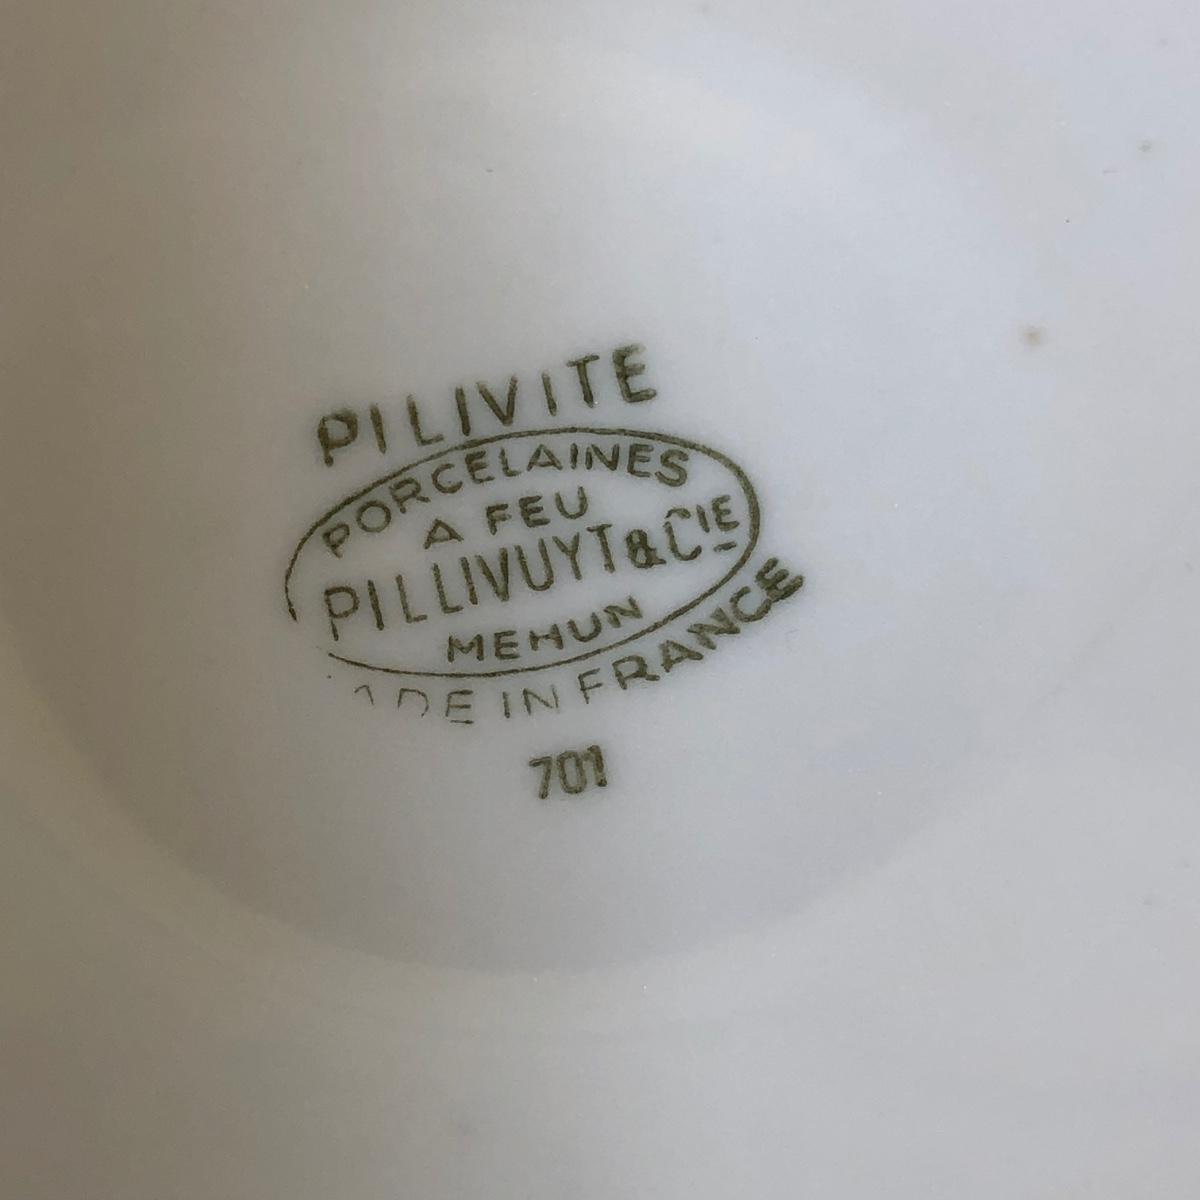 PILIVITE
PORCELAINES
A FEU
PILLIVUYT & CIE
MEHUN
ADE IN FRANCE
701